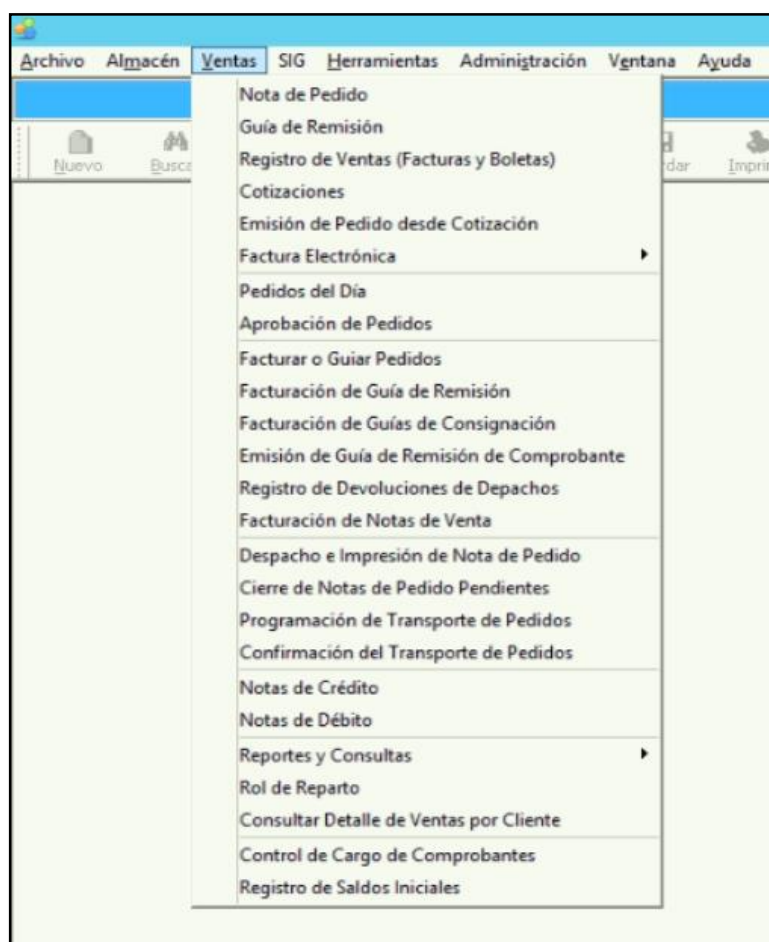 Archivo Almacén Ventas SIG Herramientas Administración Ventana Ayuda
Nuevo
Nota de Pedido
Guía de Remisión
Registro de Ventas (Facturas y Boletas)
Cotizaciones
Emisión de Pedido desde Cotización
Factura Electrónica
Pedidos del Día
Aprobación de Pedidos
Facturar o Guiar Pedidos
Facturación de Guía de Remisión
Facturación de Guías de Consignación
Emisión de Guía de Remisión de Comprobante
Registro de Devoluciones de Depachos
Facturación de Notas de Venta
Despacho e Impresión de Nota de Pedido
Cierre de Notas de Pedido Pendientes
Programación de Transporte de Pedidos
Confirmación del Transporte de Pedidos
Notas de Crédito
Notas de Débito
Reportes y Consultas
Rol de Reparto
Consultar Detalle de Ventas por Cliente
Control de Cargo de Comprobantes
Registro de Saldos Iniciales